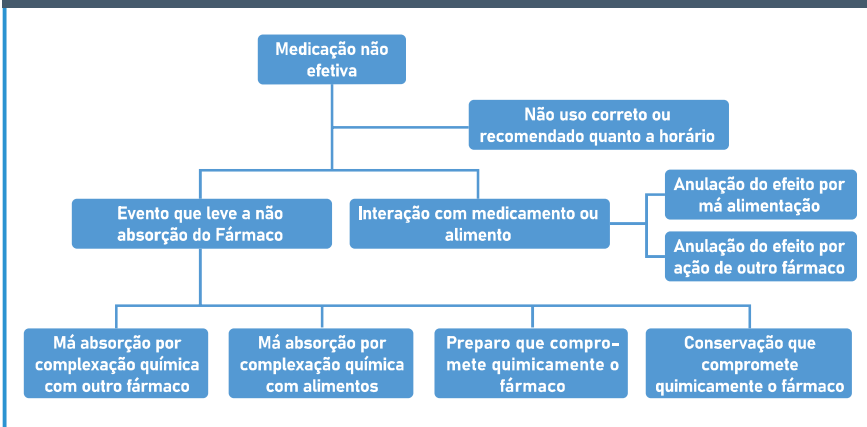 Medicação não
efetiva
Não uso correto ou
recomendado quanto a horário
Evento que leve a não
absorção do Fármaco
Interação com medicamento ou
alimento
Anulação do efeito por
má alimentação
Anulação do efeito por
ação de outro fármaco
Má absorção por
complexação química
com outro fármaco
Má absorção por
complexação química
com alimentos
Preparo que compro-
mete quimicamente o
fármaco
Conservação que
compromete
quimicamente o fármaco